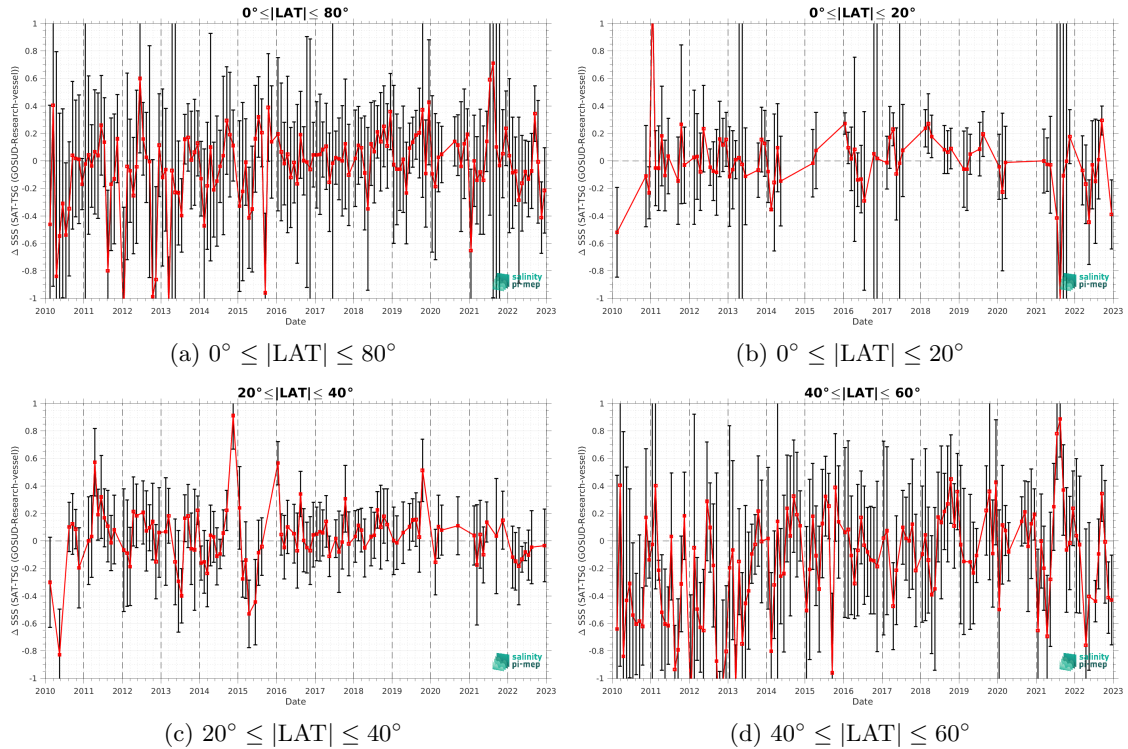 0°≤|LAT|≤ 80°
Δ SSS (SAT-TSG (GOSUD-Research-vessel))
1
0.8
0.6
0.4
0.2
0
-0.2
-0.4
-0.6
-0.8
-1
2010 2011 2012 2013 2014 2015 2016 2017 2018 2019 2020 2021 2022 2023
Date
salinity
pi-mep
(a) 0° ≤ |LAT| ≤ 80°
0°≤|LAT|≤ 20°
Δ SSS (SAT-TSG (GOSUD-Research-vessel))
1
0.8
0.6
0.4
0.2
0
-0.2
-0.4
-0.6
-0.8
-1
2010 2011 2012 2013 2014 2015 2016 2017 2018 2019 2020 2021 2022 2023
Date
salinity
pi-mep
(b) 0° ≤ |LAT| ≤ 20°
20°≤|LAT|≤ 40°
Δ SSS (SAT-TSG (GOSUD-Research-vessel))
1
0.8
0.6
0.4
0.2
0
-0.2
-0.4
-0.6
-0.8
-1
2010 2011 2012 2013 2014 2015 2016 2017 2018 2019 2020 2021 2022 2023
Date
salinity
pi-mep
(c) 20° ≤ |LAT| ≤ 40°
40°≤|LAT|≤ 60°
Δ SSS (SAT-TSG (GOSUD-Research-vessel))
1
0.8
0.6
0.4
0.2
0
-0.2
-0.4
-0.6
-0.8
-1
2010 2011 2012 2013 2014 2015 2016 2017 2018 2019 2020 2021 2022 2023
Date
salinity
pi-mep
(d) 40° ≤ |LAT| ≤ 60°